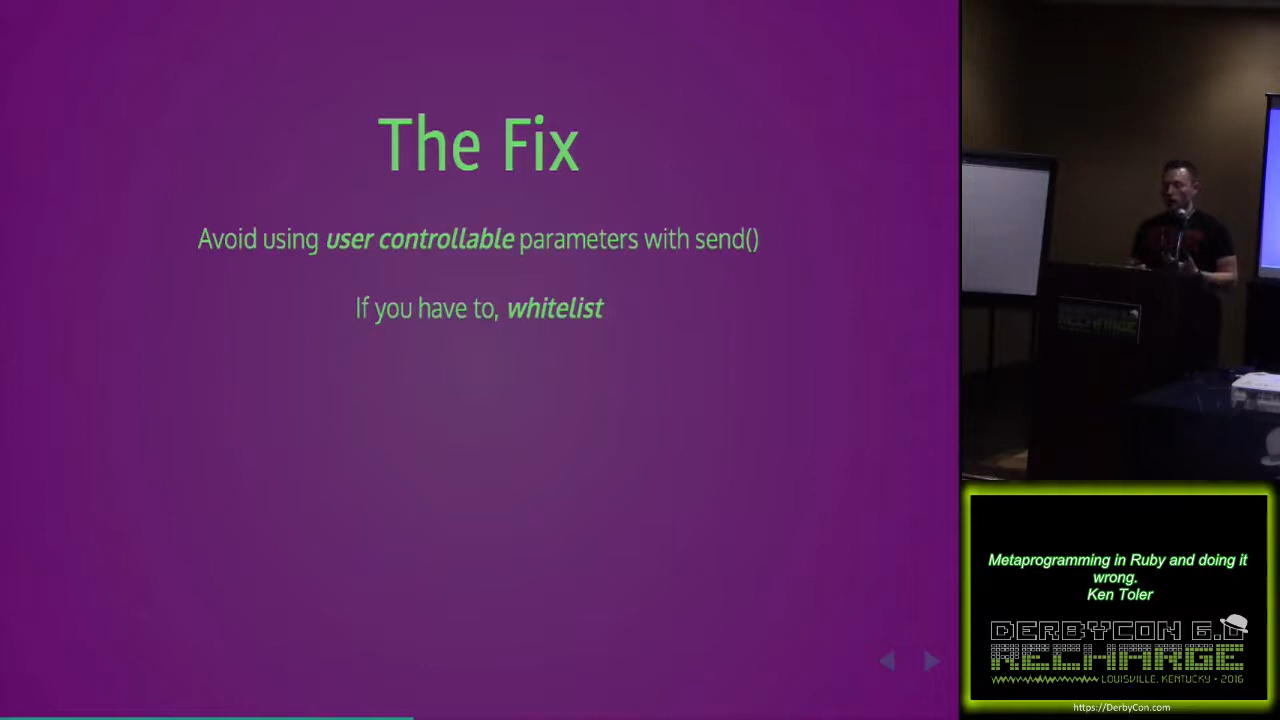 The Fix
Avoid using user controllable parameters with send()
If you have to, whitelist
RECHARGE
Metaprogramming in Ruby and doing it
wrong.
Ken Toler
DERBYCON 6.0
RECHARGE
LOUISVILLE, KENTUCKY • 2016
https://DerbyCon.com